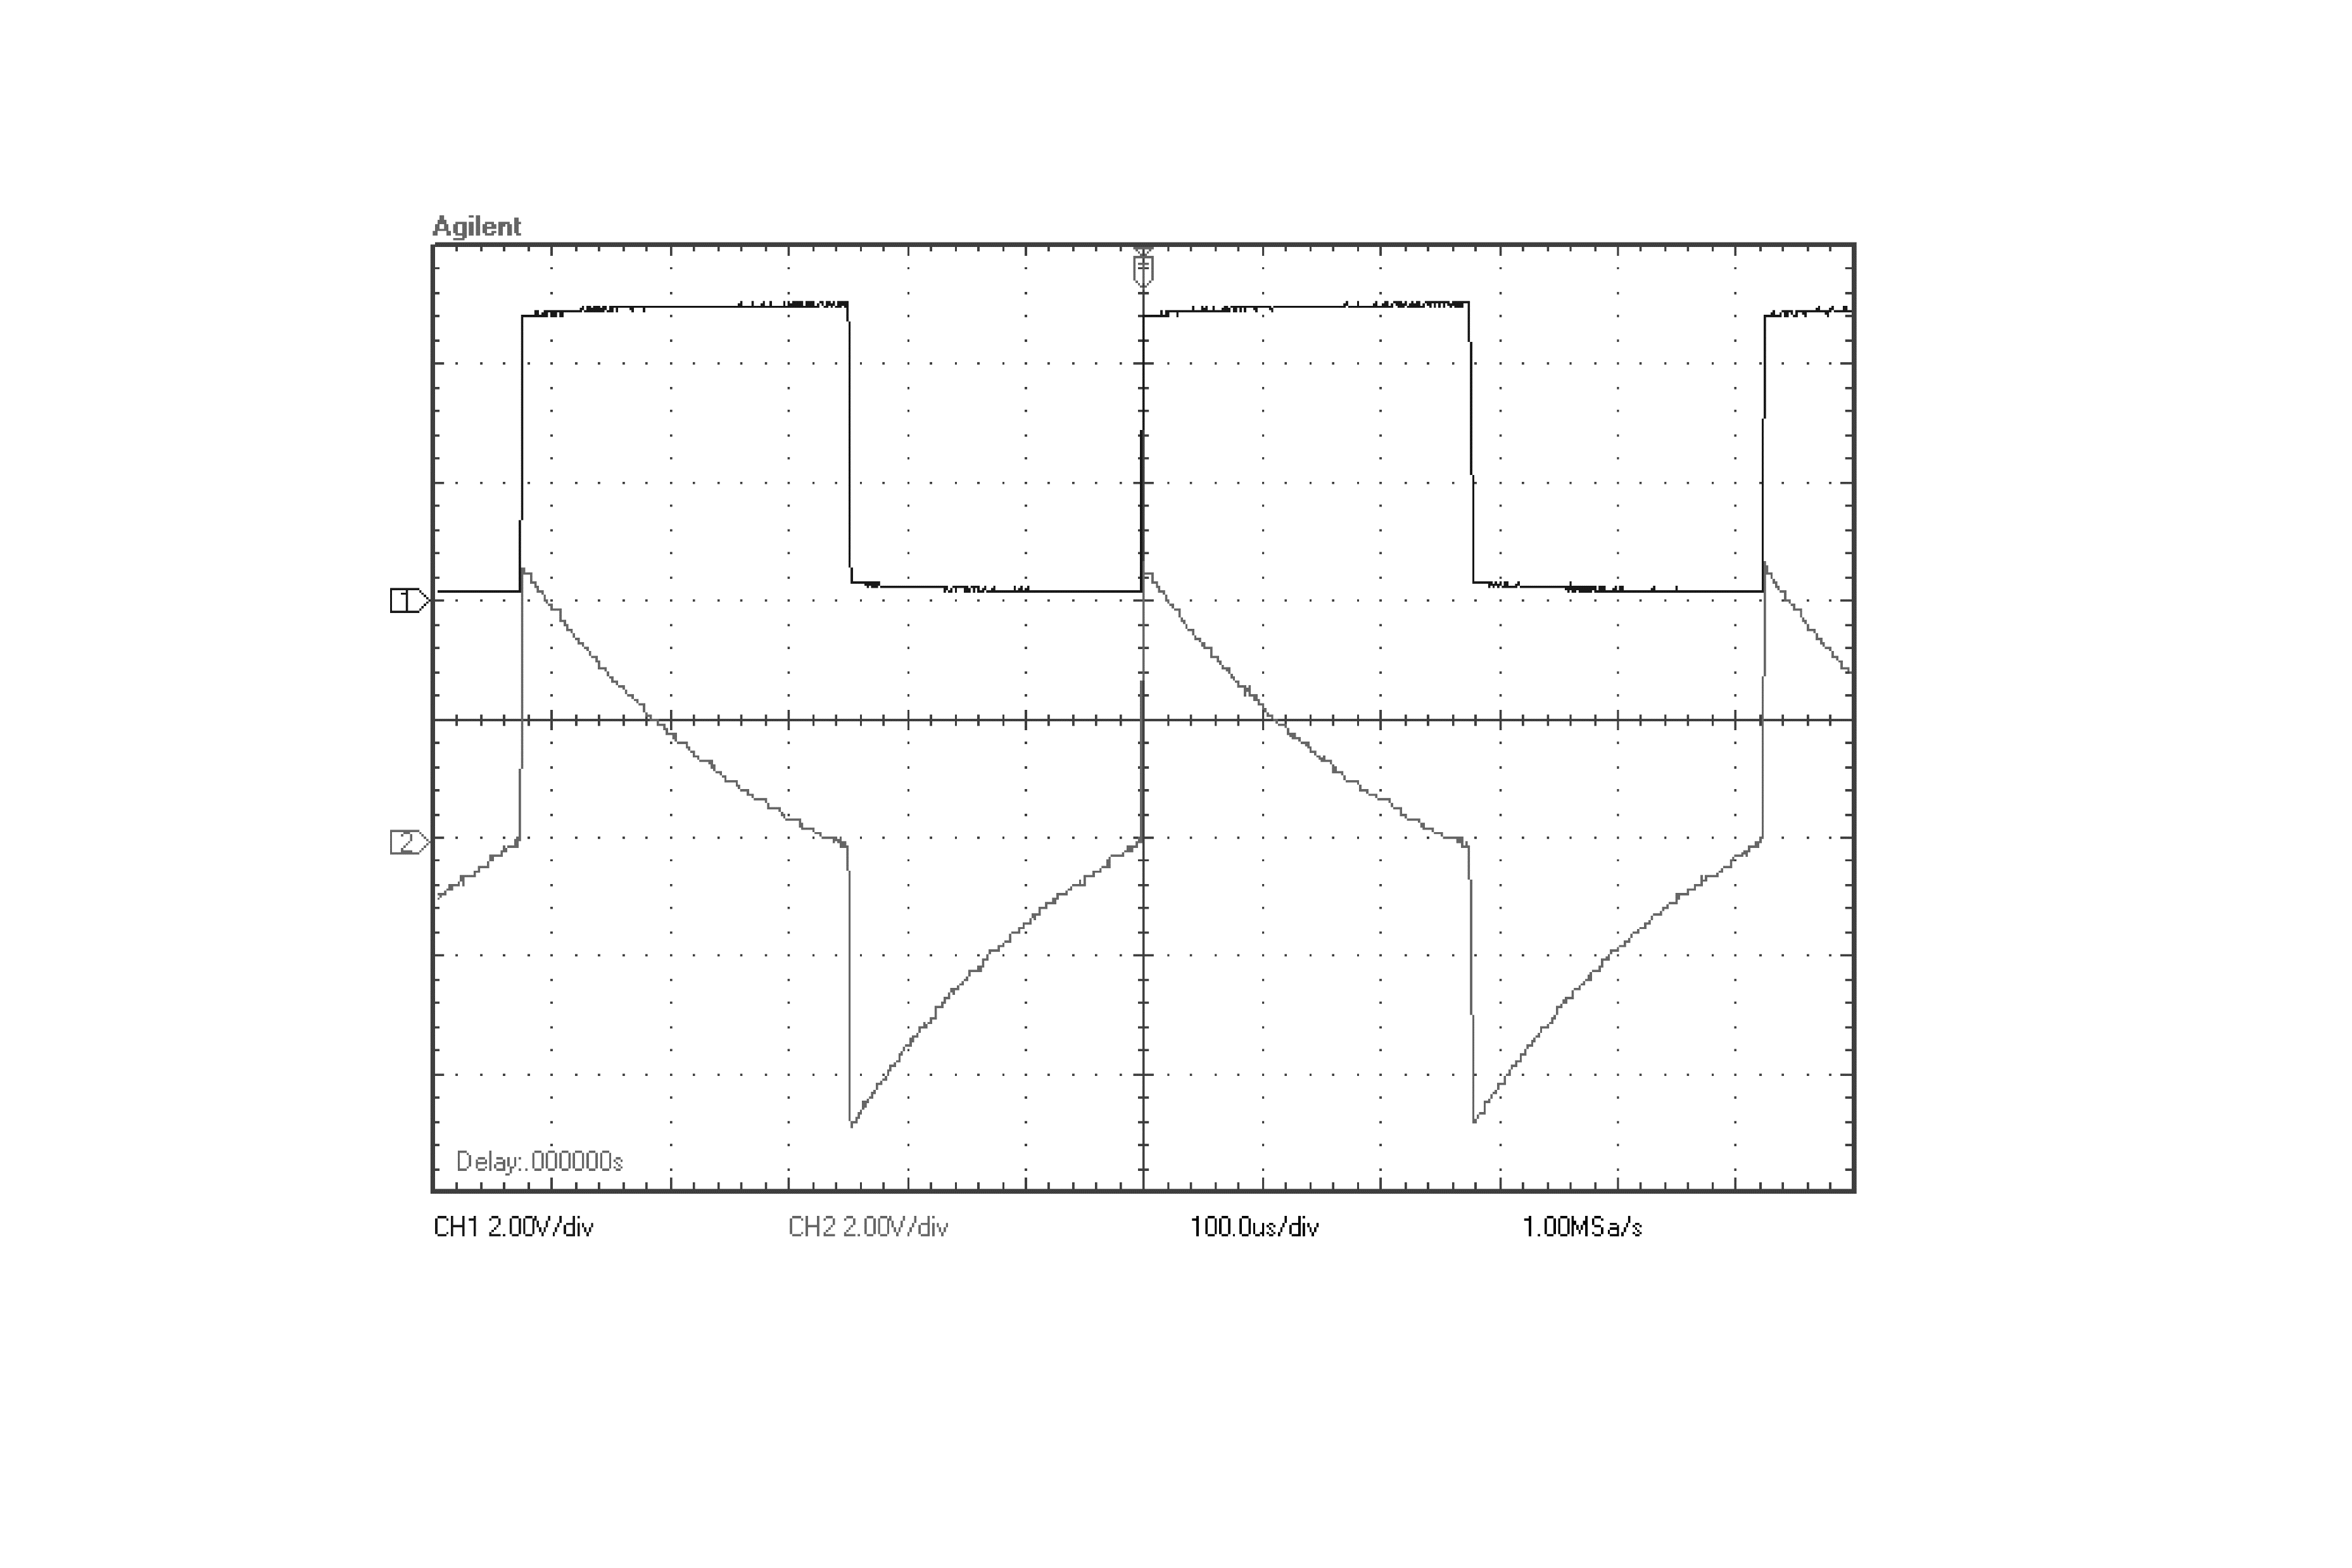 Agilent
1
2
Delay:.000000s
CH1 2.00V/div CH2 2.00V/div 100.0us/div 1.00MSa/s